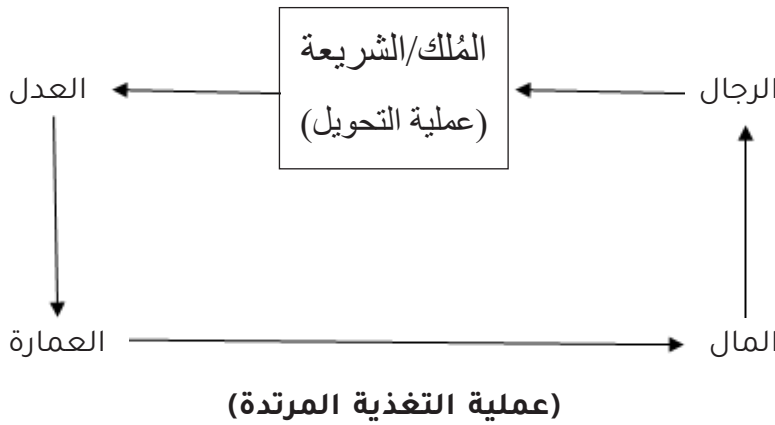 المُلك/الشريعة
(عملية التحويل)
الرجال
العدل
المال
العمارة
(عملية التغذية المرتدة)